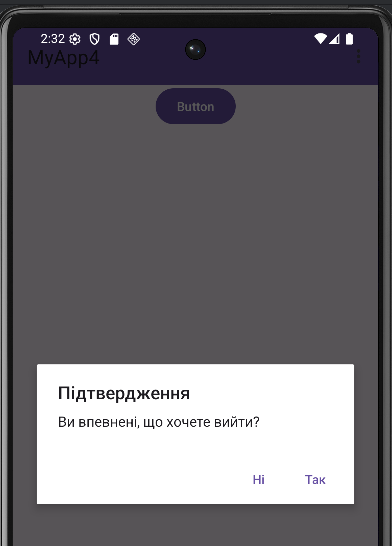 2:32
MyApp4
Button
Підтвердження
Ви впевнені, що хочете вийти?
Ні
Так